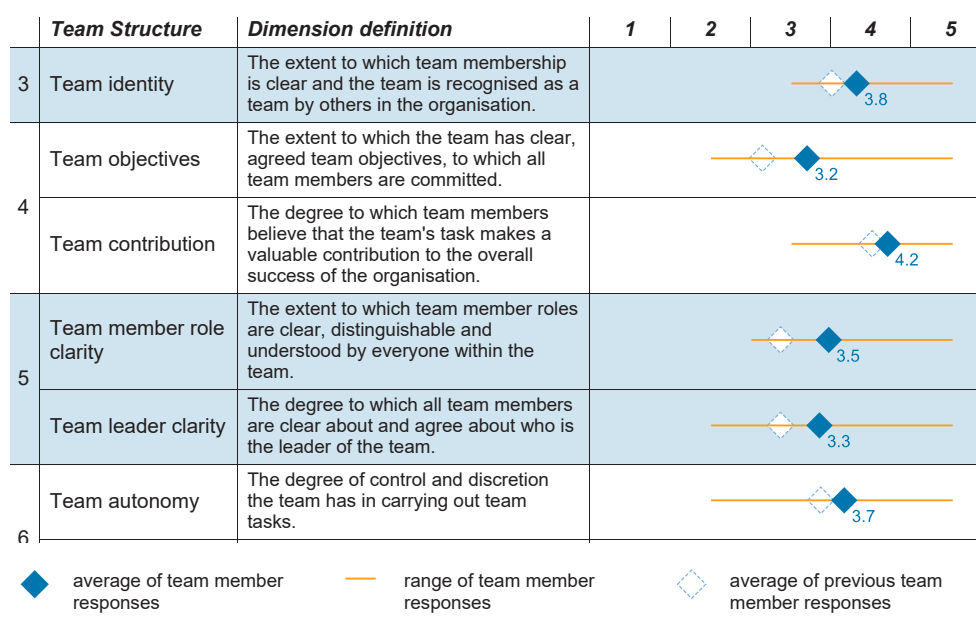 Team Structure
Dimension definition
1 2 3 4 5
3
Team identity
The extent to which team membership
is clear and the team is recognised as a
team by others in the organisation.
3.8
4
Team objectives
The extent to which the team has clear,
agreed team objectives, to which all
team members are committed.
3.2
Team contribution
The degree to which team members
believe that the team's task makes a
valuable contribution to the overall
success of the organisation.
4.2
5
Team member role
clarity
The extent to which team member roles
are clear, distinguishable and
understood by everyone within the
team.
3.5
Team leader clarity
The degree to which all team members
are clear about and agree about who is
the leader of the team.
3.3
6
Team autonomy
The degree of control and discretion
the team has in carrying out team
tasks.
3.7
average of team member
responses
range of team member
responses
average of previous team
member responses